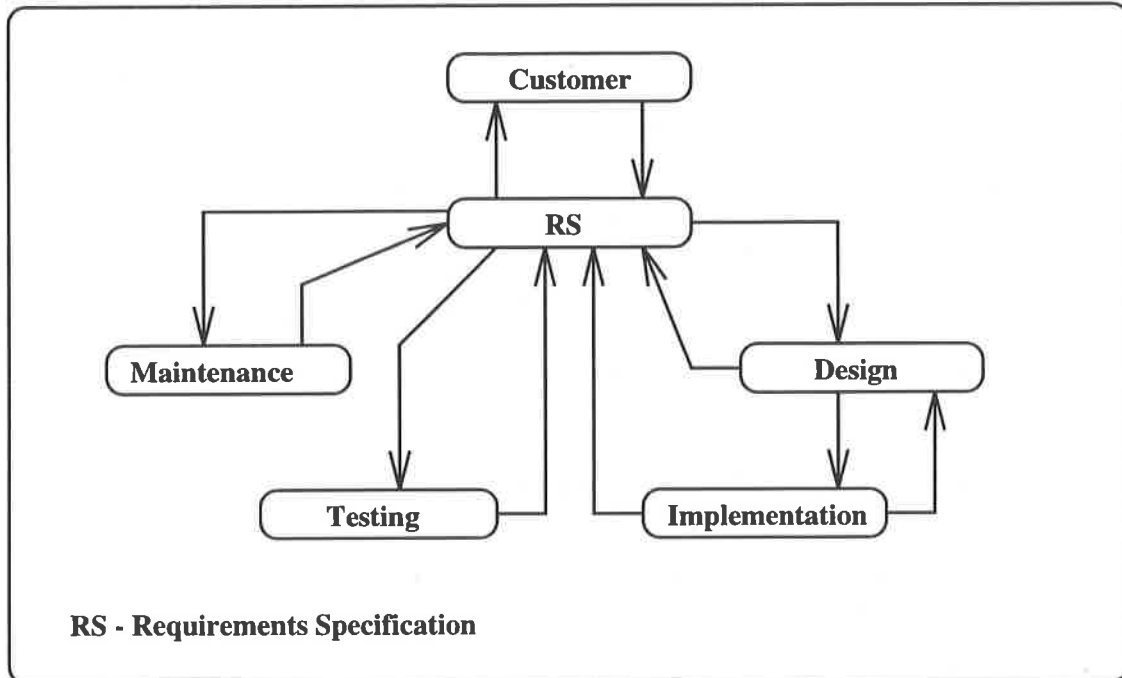 Customer
RS
Maintenance
Design
Testing
Implementation
RS - Requirements Specification